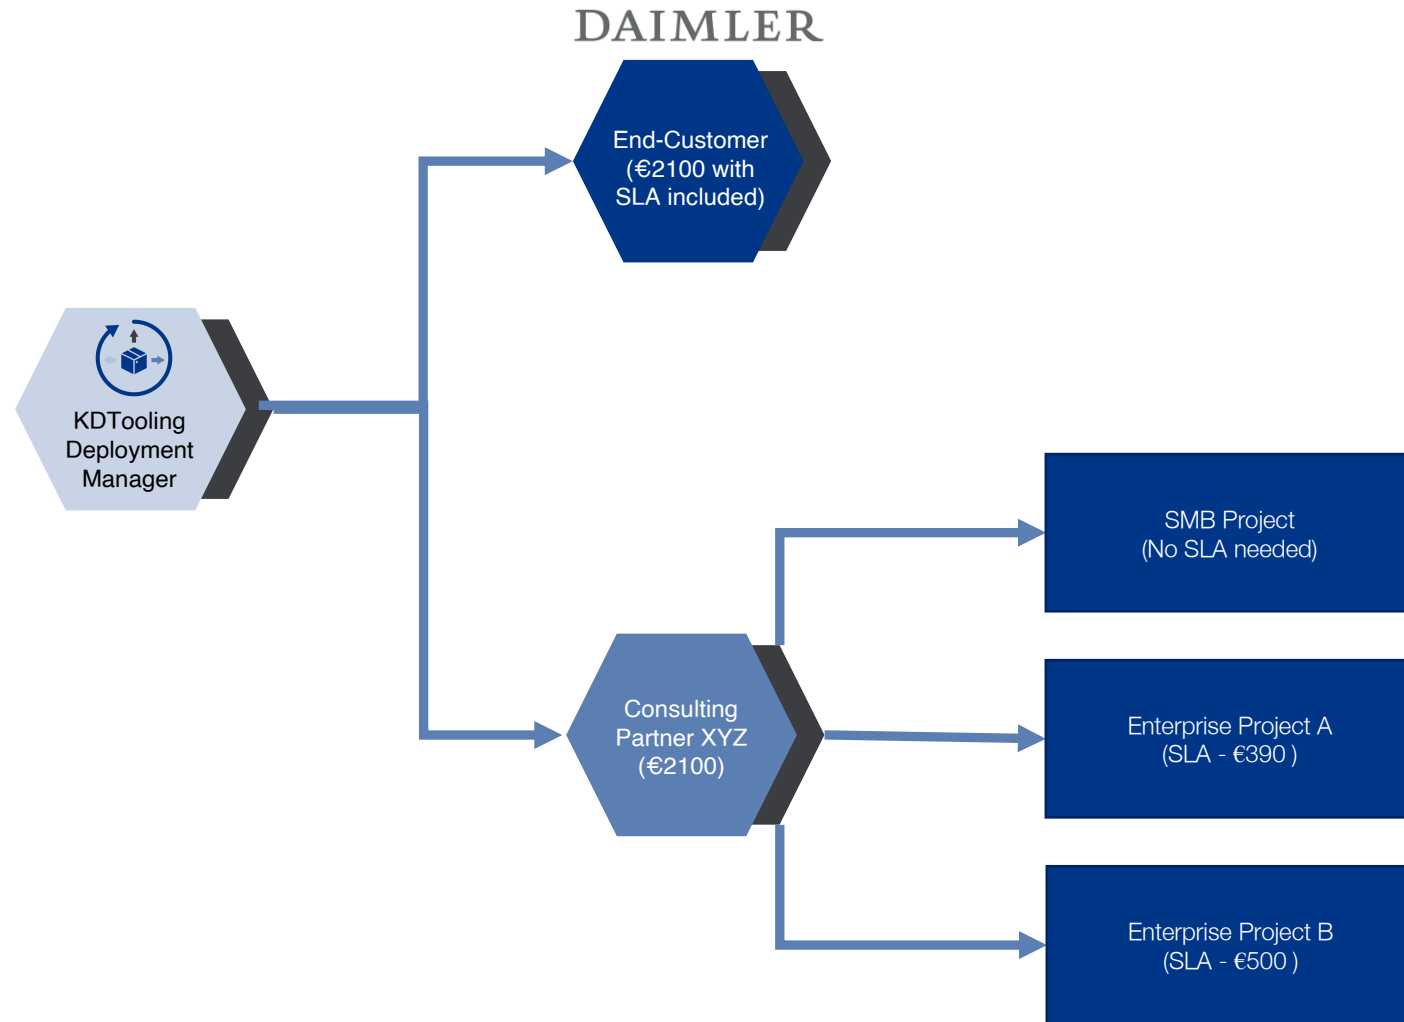 DAIMLER
End-Customer
(€2100 with
SLA included)
KDTooling
Deployment
Manager
SMB Project
(No SLA needed)
Consulting
Partner XYZ
(€2100)
Enterprise Project A
(SLA - €390 )
Enterprise Project B
(SLA - €500 )